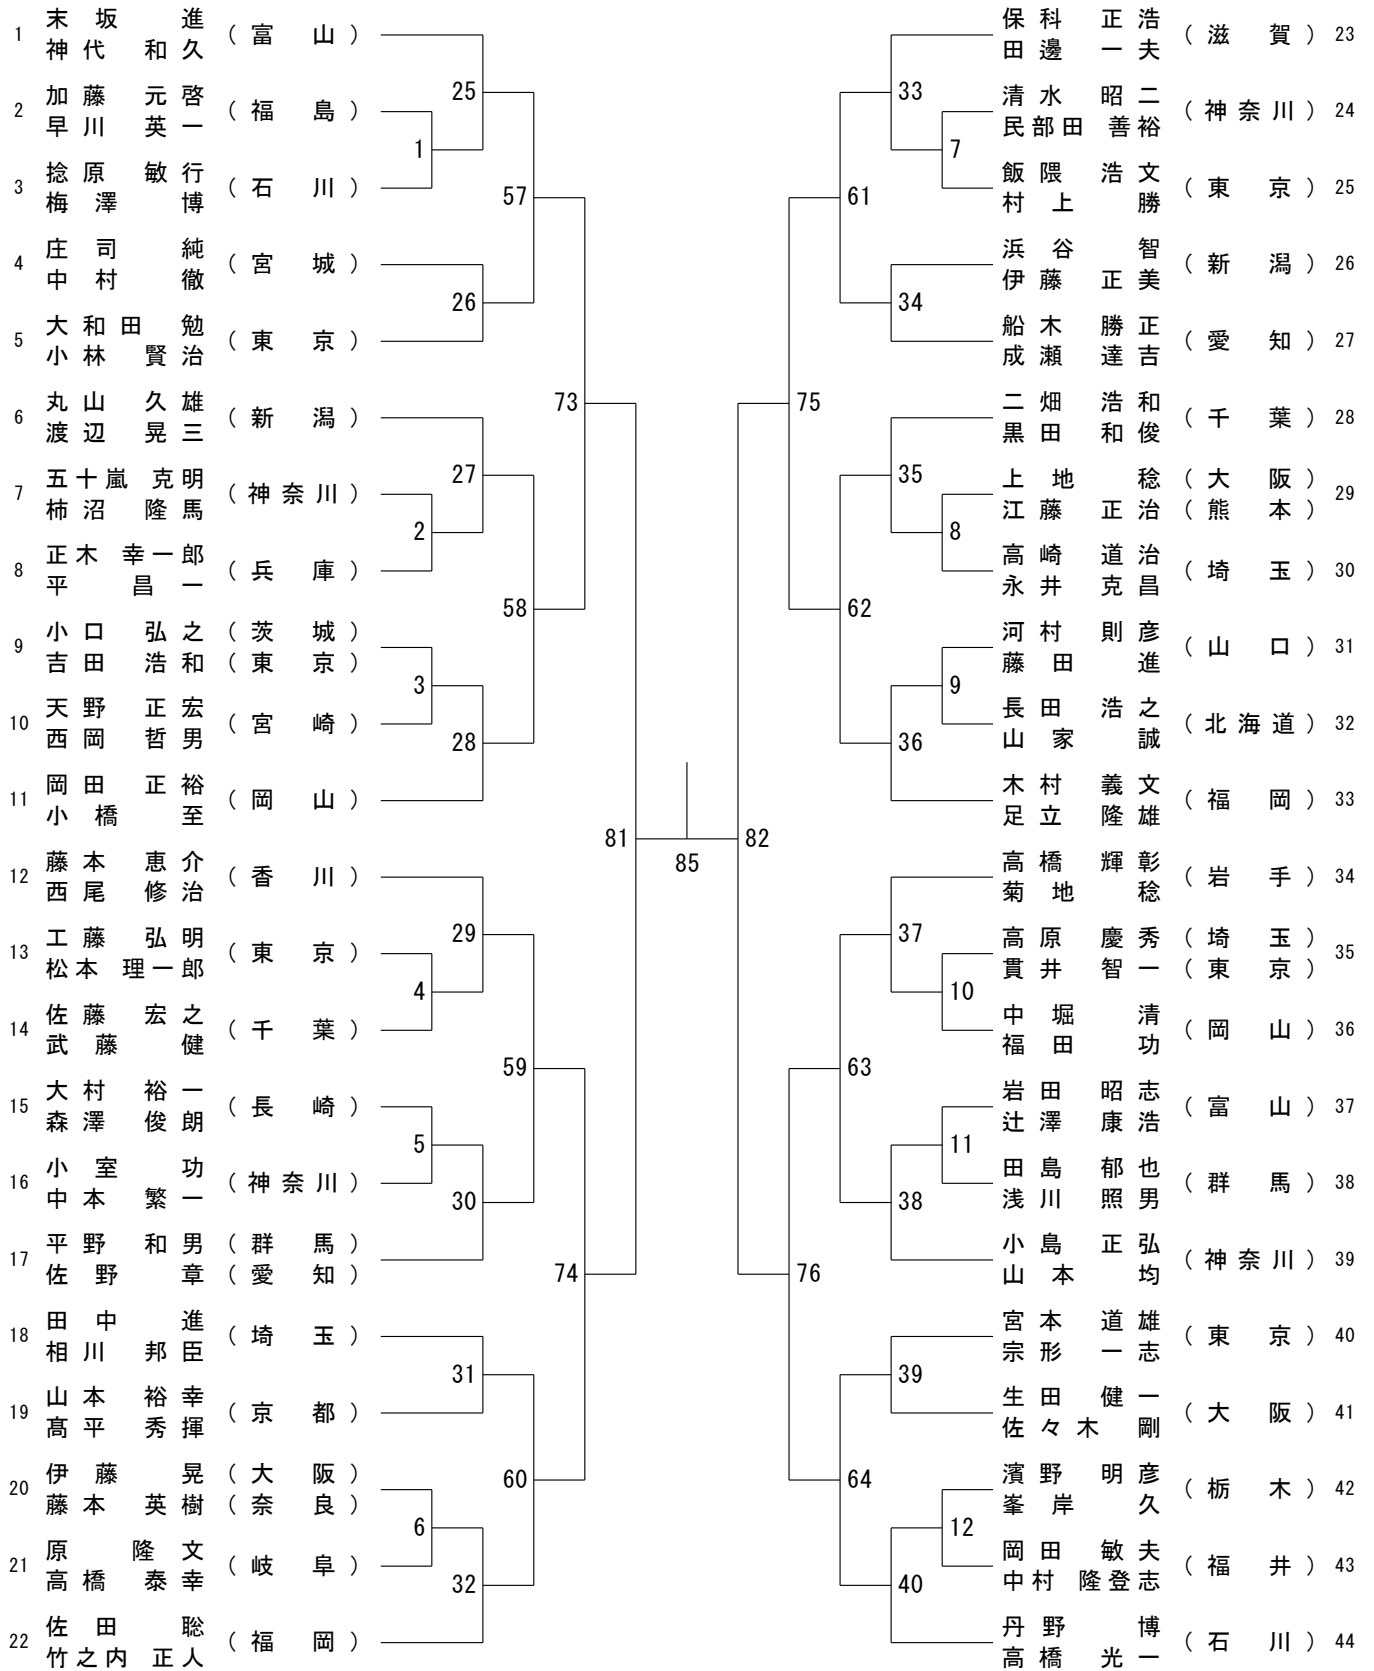 1 末坂 進 (富山)
神代 和久
2 加藤 元啓 (福島)
早川 英一
3 捻原 敏行 (石川)
梅澤 博
4 庄司 純 (宮城)
中村 徹
5 大和田 勉 (東京)
小林 賢治
6 丸山 久雄 (新潟)
渡辺 晃三
7 五十嵐 克明 (神奈川)
柿沼 隆馬
8 正木 幸一郎 (兵庫)
平 昌一
9 小口 弘之 (茨城)
吉田 浩和 (東京)
10 天野 正宏 (宮崎)
西岡 哲男
11 岡田 正裕 (岡山)
小橋 至
12 藤本 恵介 (香川)
西尾 修治
13 工藤 弘明 (東京)
松本 理一郎
14 佐藤 宏之 (千葉)
武藤 健
15 大村 裕一 (長崎)
森澤 俊朗
16 小室 功 (神奈川)
中本 繁一
17 平野 和男 (群馬)
佐野 章 (愛知)
18 田中 進 (埼玉)
相川 邦臣
19 山本 裕幸 (京都)
髙平 秀揮
20 伊藤 晃 (大阪)
藤本 英樹 (奈良)
21 原 隆文 (岐阜)
高橋 泰幸
22 佐田 聡 (福岡)
竹之内 正人
1
2
3
4
5
6
25
26
27
28
29
30
31
32
57
58
59
60
73
74
81
85
82
75
76
61
62
63
64
33
34
35
36
37
38
39
40
7
8
9
10
11
12
保科 正浩 (滋賀) 23
田邊 一夫
清水 昭二 (神奈川) 24
民部田 善裕
飯隈 浩文 (東京) 25
村上 勝
浜谷 智 (新潟) 26
伊藤 正美
船木 勝正 (愛知) 27
成瀬 達吉
二畑 浩和 (千葉) 28
黒田 和俊
上地 稔 (大阪) 29
江藤 正治 (熊本)
高崎 道治 (埼玉) 30
永井 克昌
河村 則彦 (山口) 31
藤田 進
長田 浩之 (北海道) 32
山家 誠
木村 義文 (福岡) 33
足立 隆雄
高橋 輝彰 (岩手) 34
菊地 稔
高原 慶秀 (埼玉) 35
貫井 智一 (東京)
中堀 清 (岡山) 36
福田 功
岩田 昭志 (富山) 37
辻澤 康浩
田島 郁也 (群馬) 38
浅川 照男
小島 正弘 (神奈川) 39
山本 均
宮本 道雄 (東京) 40
宗形 一志
生田 健一 (大阪) 41
佐々木 剛
濱野 明彦 (栃木) 42
峯岸 久
岡田 敏夫 (福井) 43
中村 隆登志
丹野 博 (石川) 44
高橋 光一